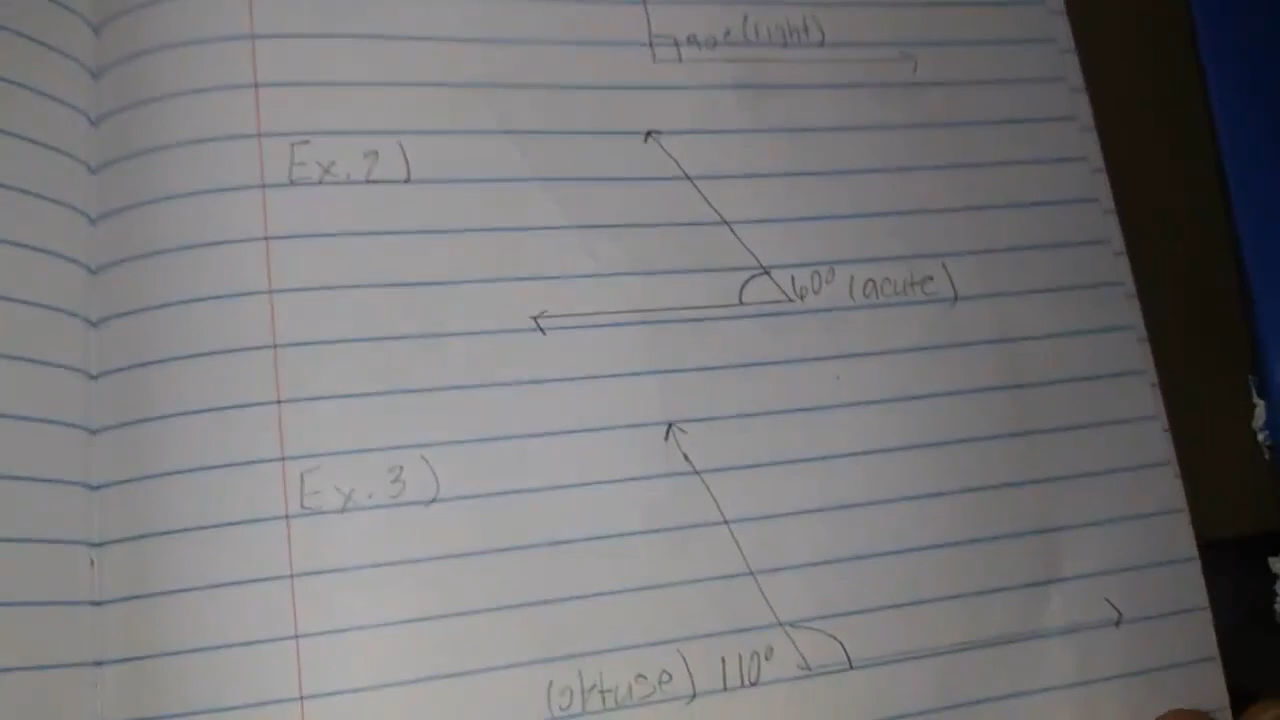 90° (right)
Ex. 2)
60° (acute)
Ex. 3)
(obtuse) 110°